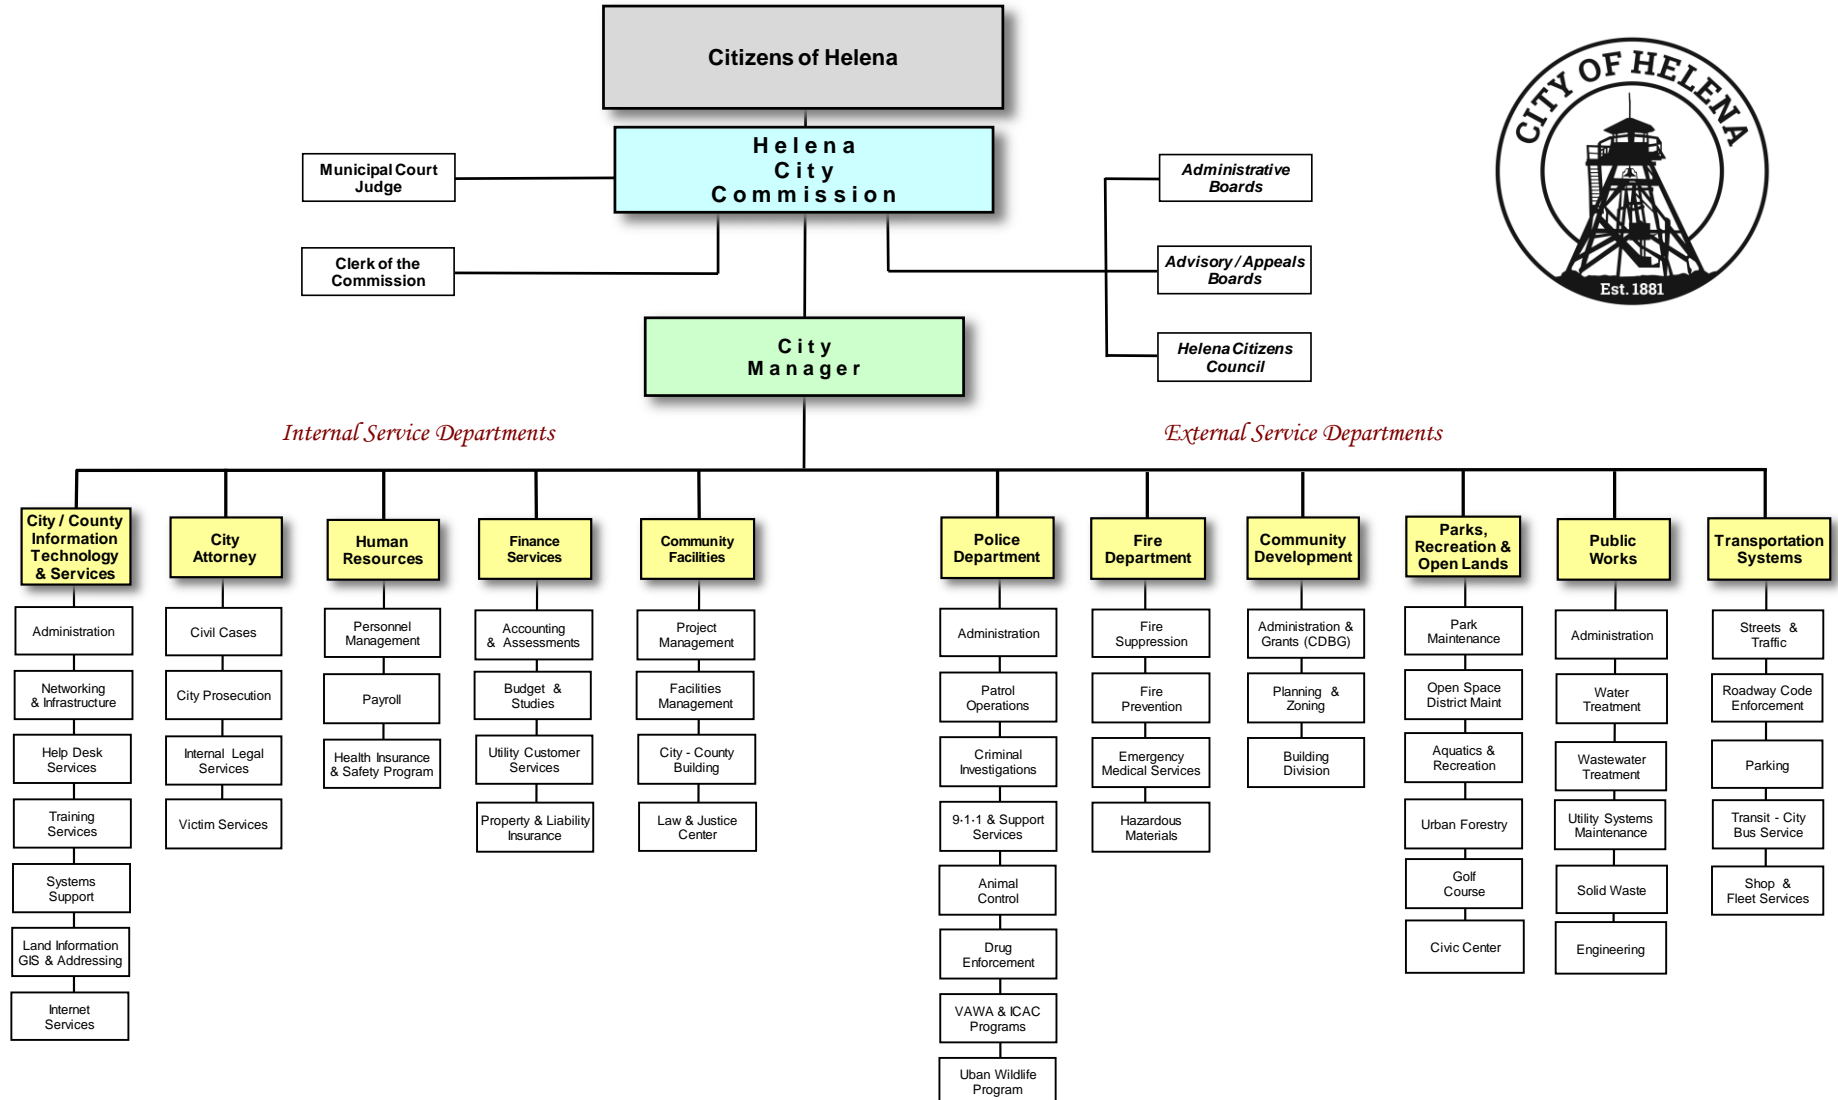 Citizens of Helena
CITY OF HELENA
Est. 1881
Helena
City
Commission
Municipal Court
Judge
Clerk of the
Commission
Administrative
Boards
Advisory / Appeals
Boards
Helena Citizens
Council
City
Manager
Internal Service Departments
External Service Departments
City / County
Information
Technology
& Services
Administration
Networking
& Infrastructure
Help Desk
Services
Training
Services
Systems
Support
Land Information
GIS & Addressing
Internet
Services
City
Attorney
Civil Cases
City Prosecution
Internal Legal
Services
Victim Services
Human
Resources
Personnel
Management
Payroll
Health Insurance
& Safety Program
Finance
Services
Accounting
& Assessments
Budget &
Studies
Utility Customer
Services
Property & Liability
Insurance
Community
Facilities
Project
Management
Facilities
Management
City - County
Building
Law & Justice
Center
Police
Department
Administration
Patrol
Operations
Criminal
Investigations
9-1-1 & Support
Services
Animal
Control
Drug
Enforcement
VAWA & ICAC
Programs
Uban Wildlife
Program
Fire
Department
Fire
Suppression
Fire
Prevention
Emergency
Medical Services
Hazardous
Materials
Community
Development
Administration &
Grants (CDBG)
Planning &
Zoning
Building
Division
Parks,
Recreation &
Open Lands
Park
Maintenance
Open Space
District Maint
Aquatics &
Recreation
Urban Forestry
Golf
Course
Civic Center
Public
Works
Administration
Water
Treatment
Wastewater
Treatment
Utility Systems
Maintenance
Solid Waste
Engineering
Transportation
Systems
Streets &
Traffic
Roadway Code
Enforcement
Parking
Transit - City
Bus Service
Shop &
Fleet Services